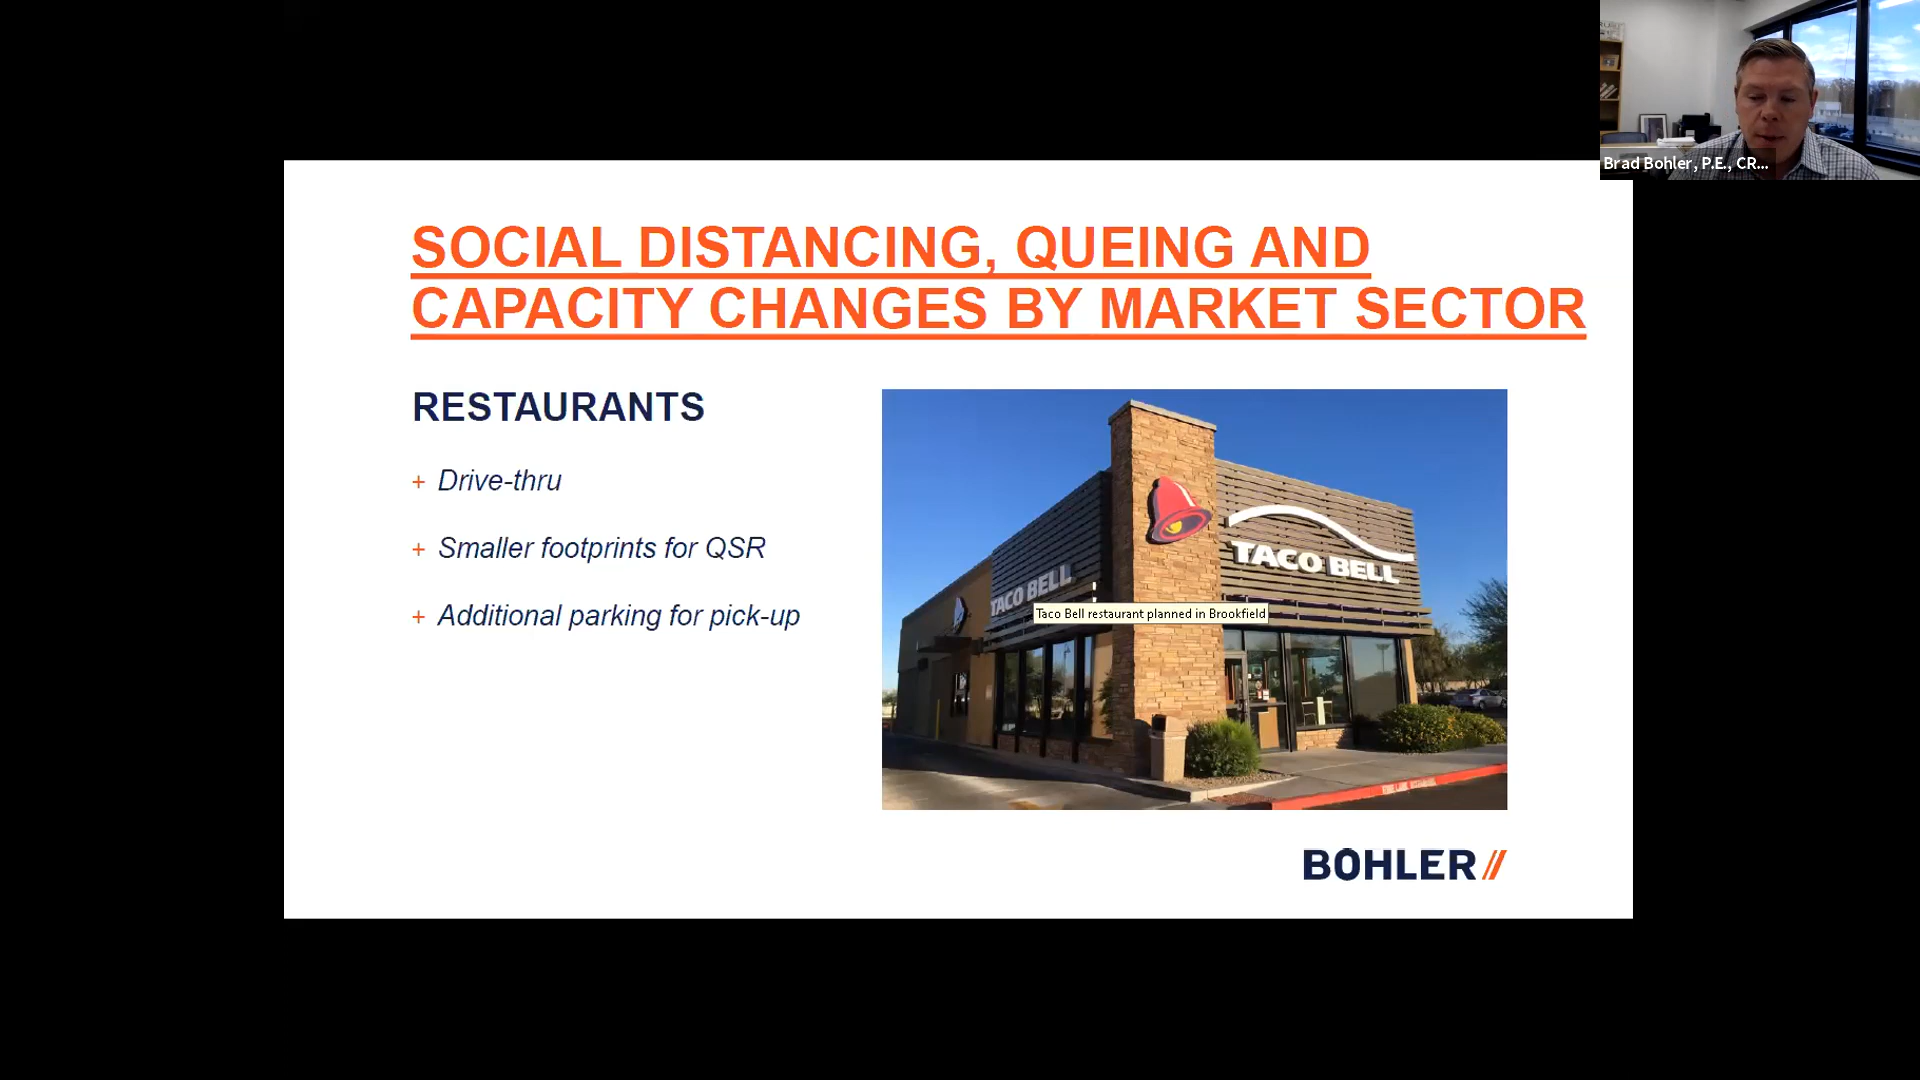 Brad Bohler, P.E., CR...
SOCIAL DISTANCING, QUEING AND
CAPACITY CHANGES BY MARKET SECTOR
RESTAURANTS
+ Drive-thru
+ Smaller footprints for QSR
+ Additional parking for pick-up
TACO BELL
TACO BELL
Taco Bell restaurant planned in Brookfield
BOHLER //